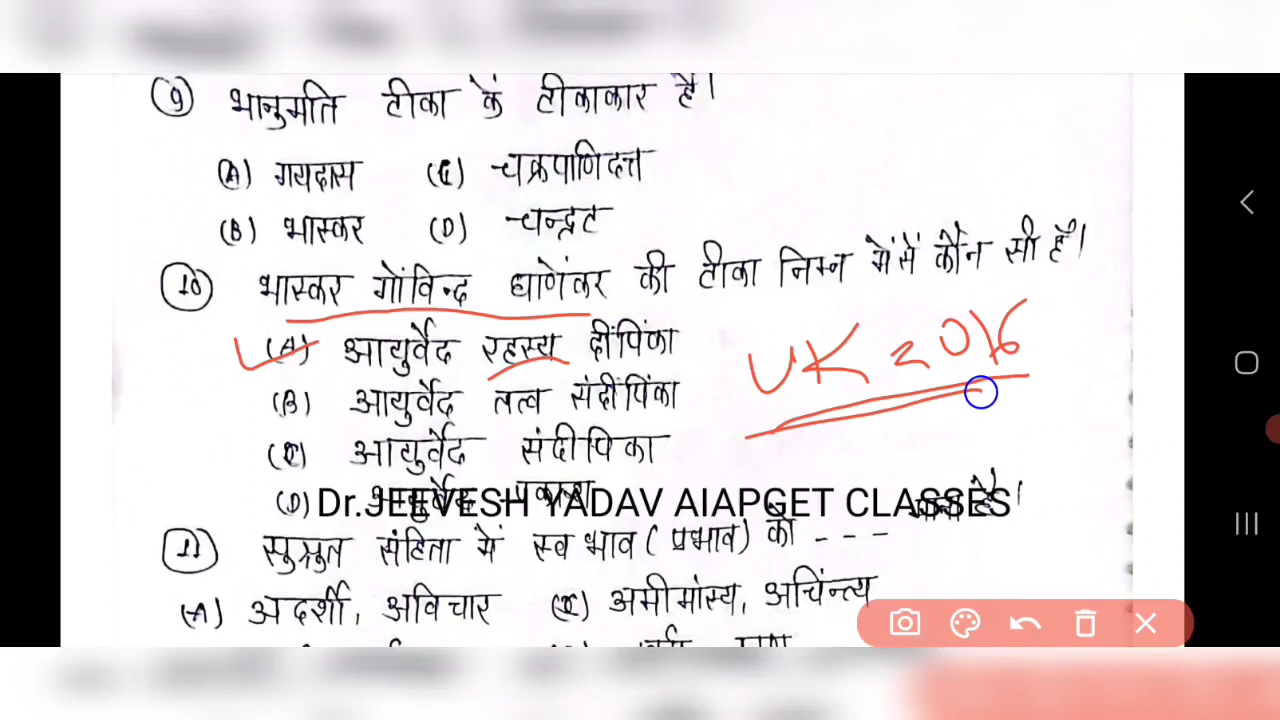 (9) भानुमति टीका के टीकाकार है।
(A) गयदास (C) चक्रपाणिदत्त
(B) भास्कर (D) चन्द्रट
(10) भास्कर गोंविन्द घाणेंकर की टीका निम्न मेंसें कौन सी है।
(A) आयुर्वेद रहस्य दींपिंका
(B) आयुर्वेद तत्व संदींपिंका
(C) आयुर्वेद संदीपिका
UK 2016
(D) आयुर्वेद
Dr.JEEVESH YADAV AIAPGET CLASSES
है।
(11) सुश्रुत संहिता में स्वभाव (प्रभाव) को - - -
(A) अदर्शी, अविचार (C) अमीमांस्य, अचिंन्त्य